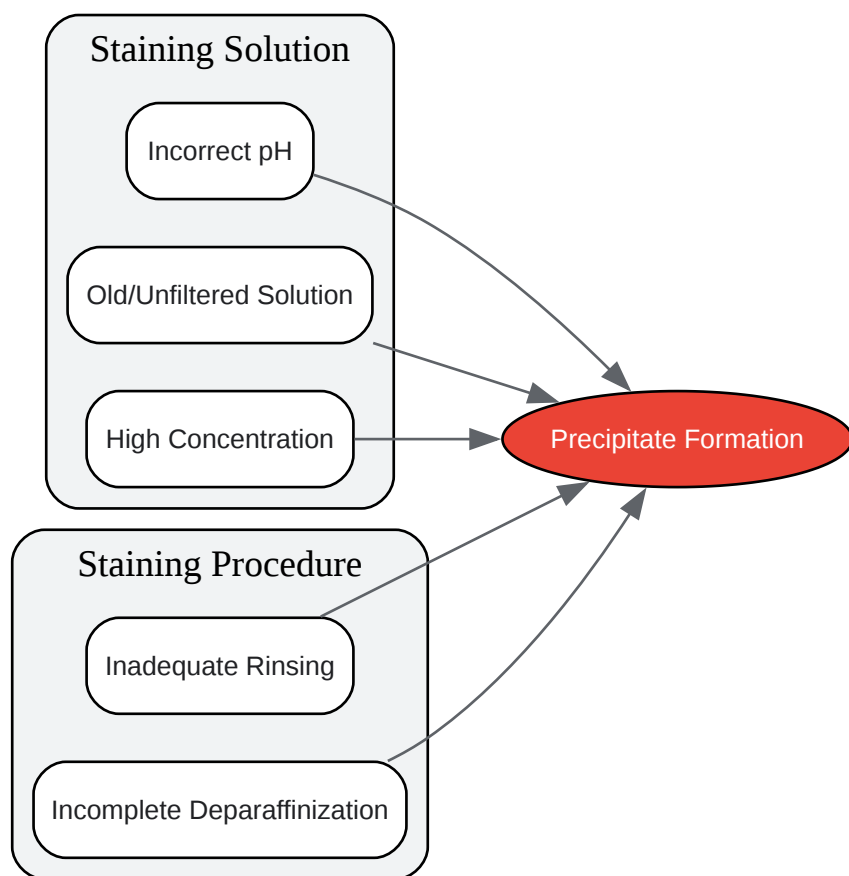 Staining Solution
Incorrect pH
Old/Unfiltered Solution
High Concentration
Precipitate Formation
Staining Procedure
Inadequate Rinsing
Incomplete Deparaffinization